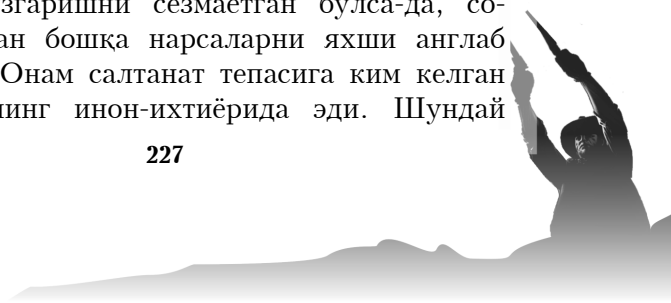 згаришни сезмаётган бўлса-да, со-
ан бошқа нарсаларни яхши англаб
Онам салтанат тепасига ким келган
нинг инон-ихтиёрида эди. Шундай
227